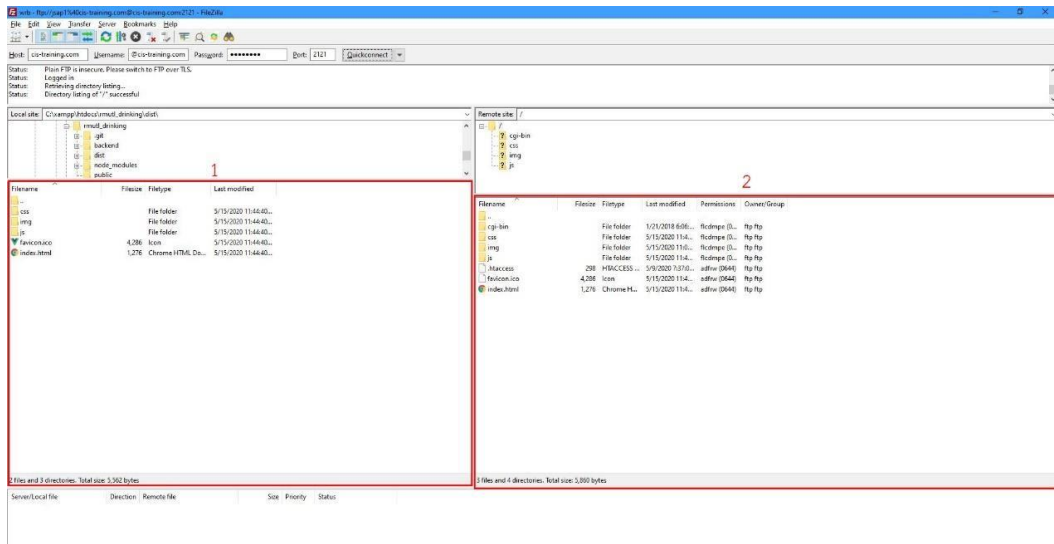 wrb - ftps://jsap1%40cis-training.com@cis-training.com:2121 - FileZilla
File Edit View Transfer Server Bookmarks Help
Host: cis-training.com Username: @cis-training.com Password: ●●●●●●●● Port: 2121 Quickconnect
Status: Plain FTP is insecure. Please switch to FTP over TLS.
Status: Logged in
Status: Retrieving directory listing...
Status: Directory listing of "/" successful
Local site: C:\xampp\htdocs\rmutl_drinking\dist\
rmutl_drinking
.git
backend
dist
node_modules
public
1
Filename Filesize Filetype Last modified
..
css File folder 5/15/2020 11:44:40...
img File folder 5/15/2020 11:44:40...
js File folder 5/15/2020 11:44:40...
favicon.ico 4,286 Icon 5/15/2020 11:44:40...
index.html 1,276 Chrome HTML Do... 5/15/2020 11:44:40...
2 files and 3 directories. Total size: 5,562 bytes
Remote site: /
/
cgi-bin
css
img
js
2
Filename Filesize Filetype Last modified Permissions Owner/Group
..
cgi-bin File folder 1/21/2018 6:06:... flcdmpe (0... ftp ftp
css File folder 5/15/2020 11:4... flcdmpe (0... ftp ftp
img File folder 5/15/2020 11:0... flcdmpe (0... ftp ftp
js File folder 5/15/2020 11:4... flcdmpe (0... ftp ftp
.htaccess 298 HTACCESS ... 5/9/2020 7:37:0... adfrw (0644) ftp ftp
favicon.ico 4,286 Icon 5/15/2020 11:4... adfrw (0644) ftp ftp
index.html 1,276 Chrome H... 5/15/2020 11:4... adfrw (0644) ftp ftp
3 files and 4 directories. Total size: 5,860 bytes
Server/Local file Direction Remote file Size Priority Status